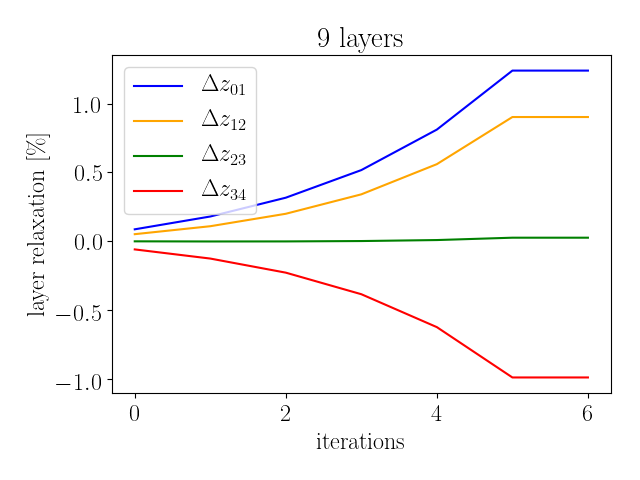 9 layers
Δz01
Δz12
Δz23
Δz34
layer relaxation [%]
1.0
0.5
0.0
−0.5
−1.0
0 2 4 6
iterations